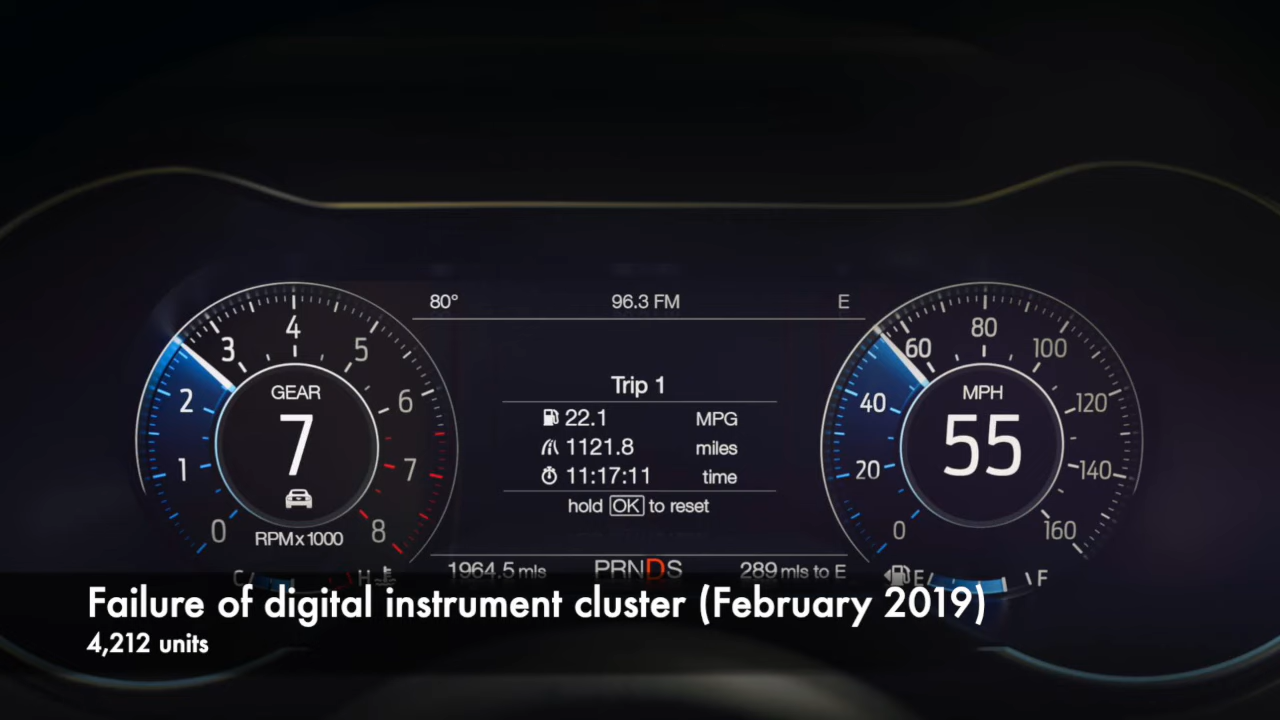 80° 96.3 FM E
4
3 5
2 6
1 7
0 8
GEAR
7
RPMx1000
C H
Trip 1
22.1 MPG
1121.8 miles
11:17:11 time
hold OK to reset
1964.5 mls PRNDS 289 mls to E
80
60 100
40 120
20 140
0 160
MPH
55
E F
Failure of digital instrument cluster (February 2019)
4,212 units